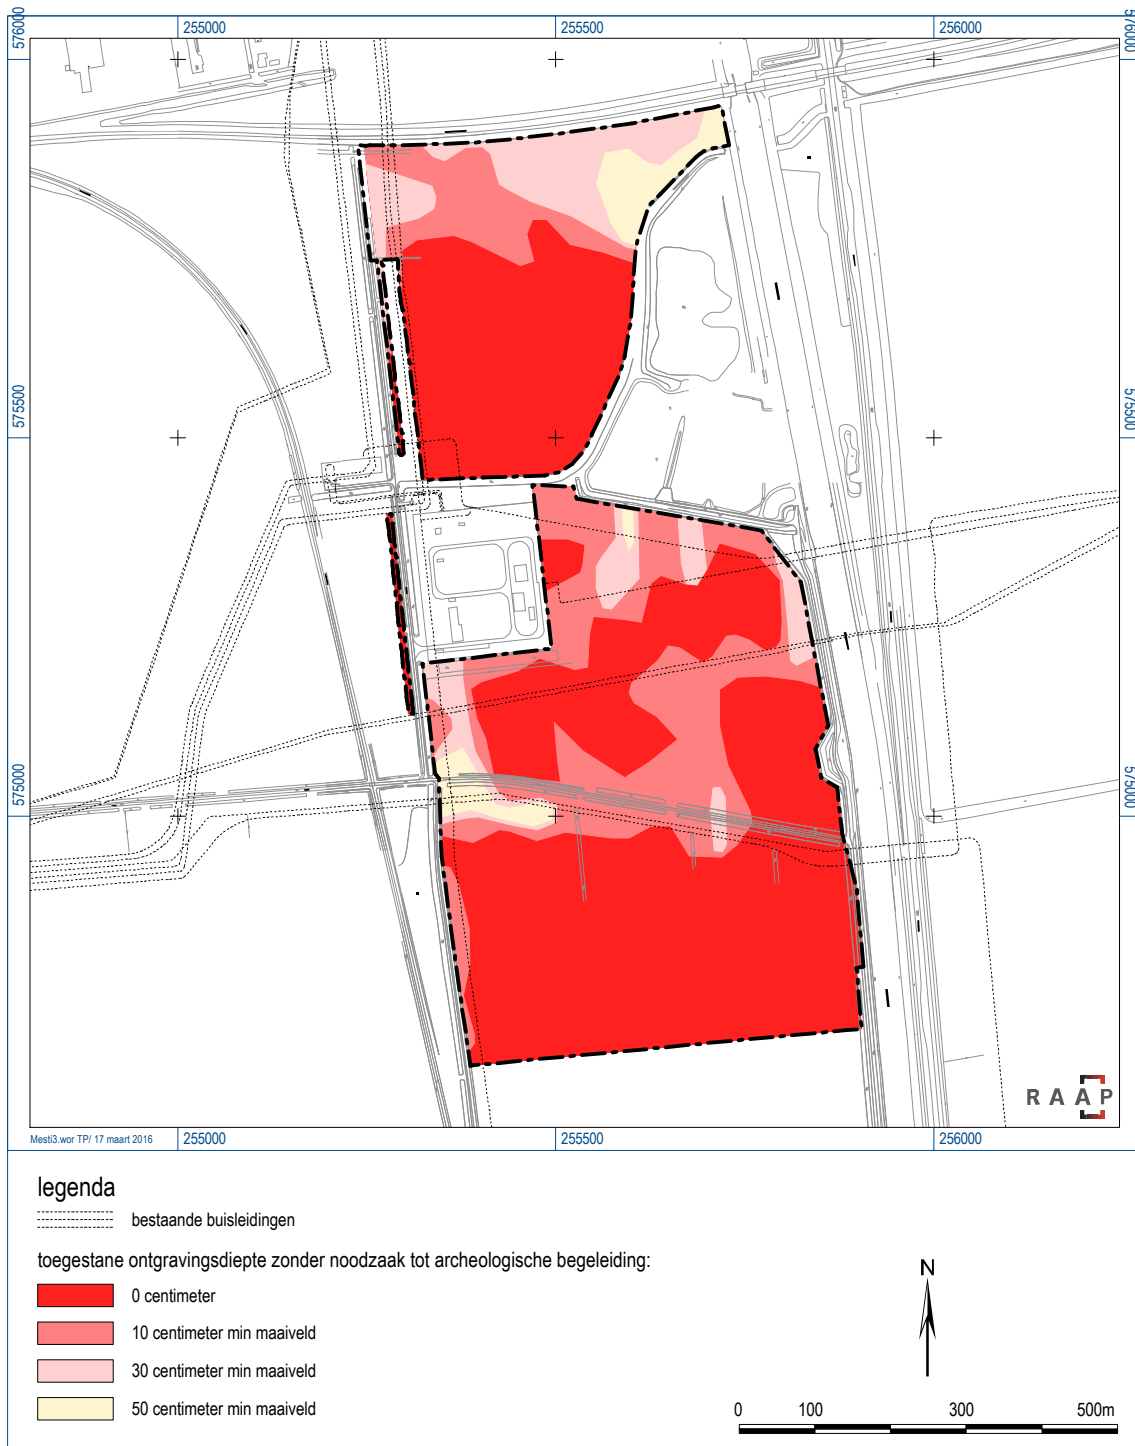 255000
255500
256000
576000
576000
575500
575500
575000
575000
RAAP
Mesti3.wor TP/ 17 maart 2016
255000
255500
256000
legenda
bestaande buisleidingen
toegestane ontgravingsdiepte zonder noodzaak tot archeologische begeleiding:
0 centimeter
10 centimeter min maaiveld
30 centimeter min maaiveld
50 centimeter min maaiveld
N
0 100 300 500m